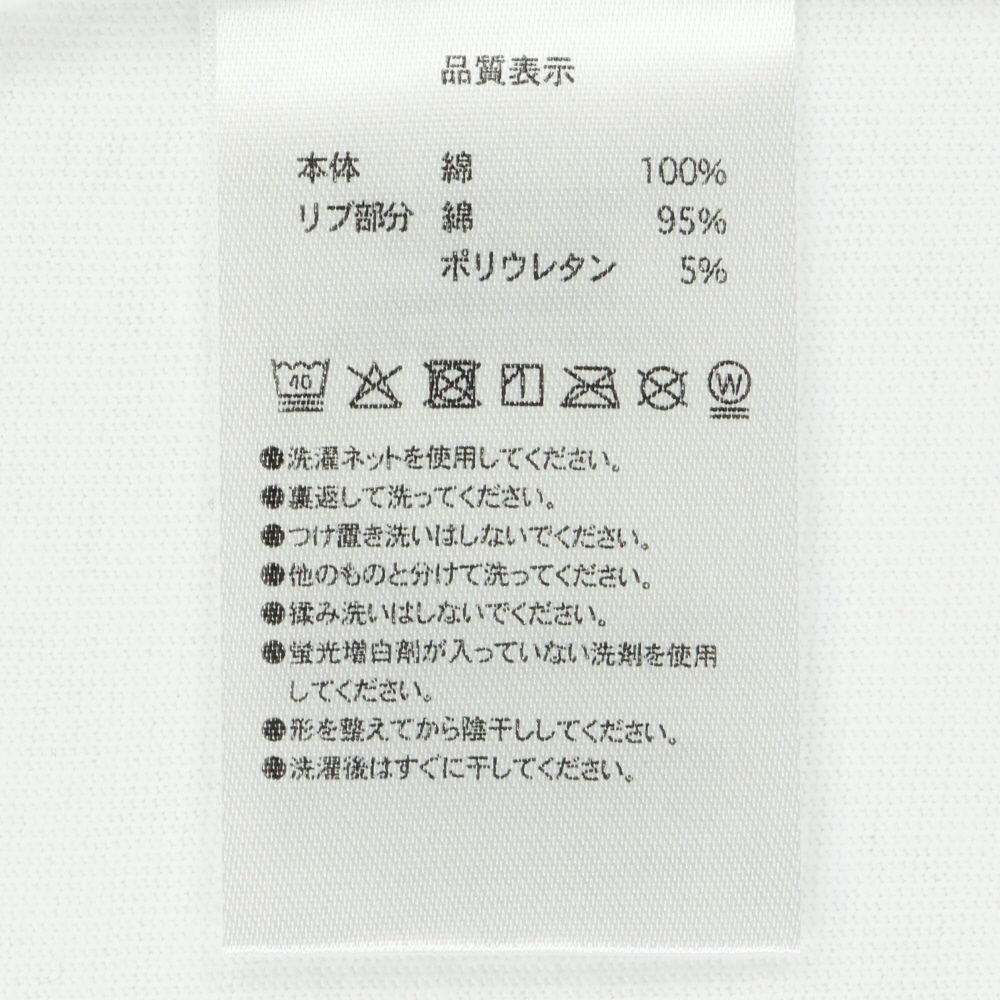 品質表示
本体 綿 100%
リブ部分 綿 95%
ポリウレタン 5%
40 W
●洗濯ネットを使用してください。
●裏返して洗ってください。
●つけ置き洗いはしないでください。
●他のものと分けて洗ってください。
●揉み洗いはしないでください。
●蛍光増白剤が入っていない洗剤を使用
してください。
●形を整えてから陰干ししてください。
●洗濯後はすぐに干してください。